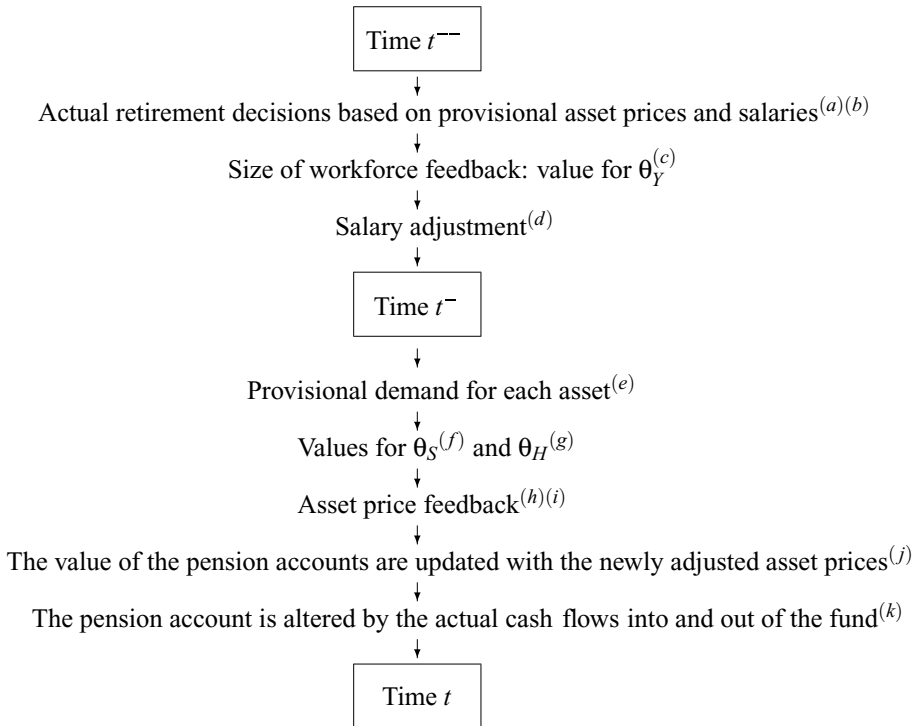 Time t⁻⁻
Actual retirement decisions based on provisional asset prices and salaries⁽ᵃ⁾⁽ᵇ⁾
Size of workforce feedback: value for θ_Y^(c)
Salary adjustment^(d)
Time t⁻
Provisional demand for each asset^(e)
Values for θ_S^(f) and θ_H^(g)
Asset price feedback^(h)(i)
The value of the pension accounts are updated with the newly adjusted asset prices^(j)
The pension account is altered by the actual cash flows into and out of the fund^(k)
Time t